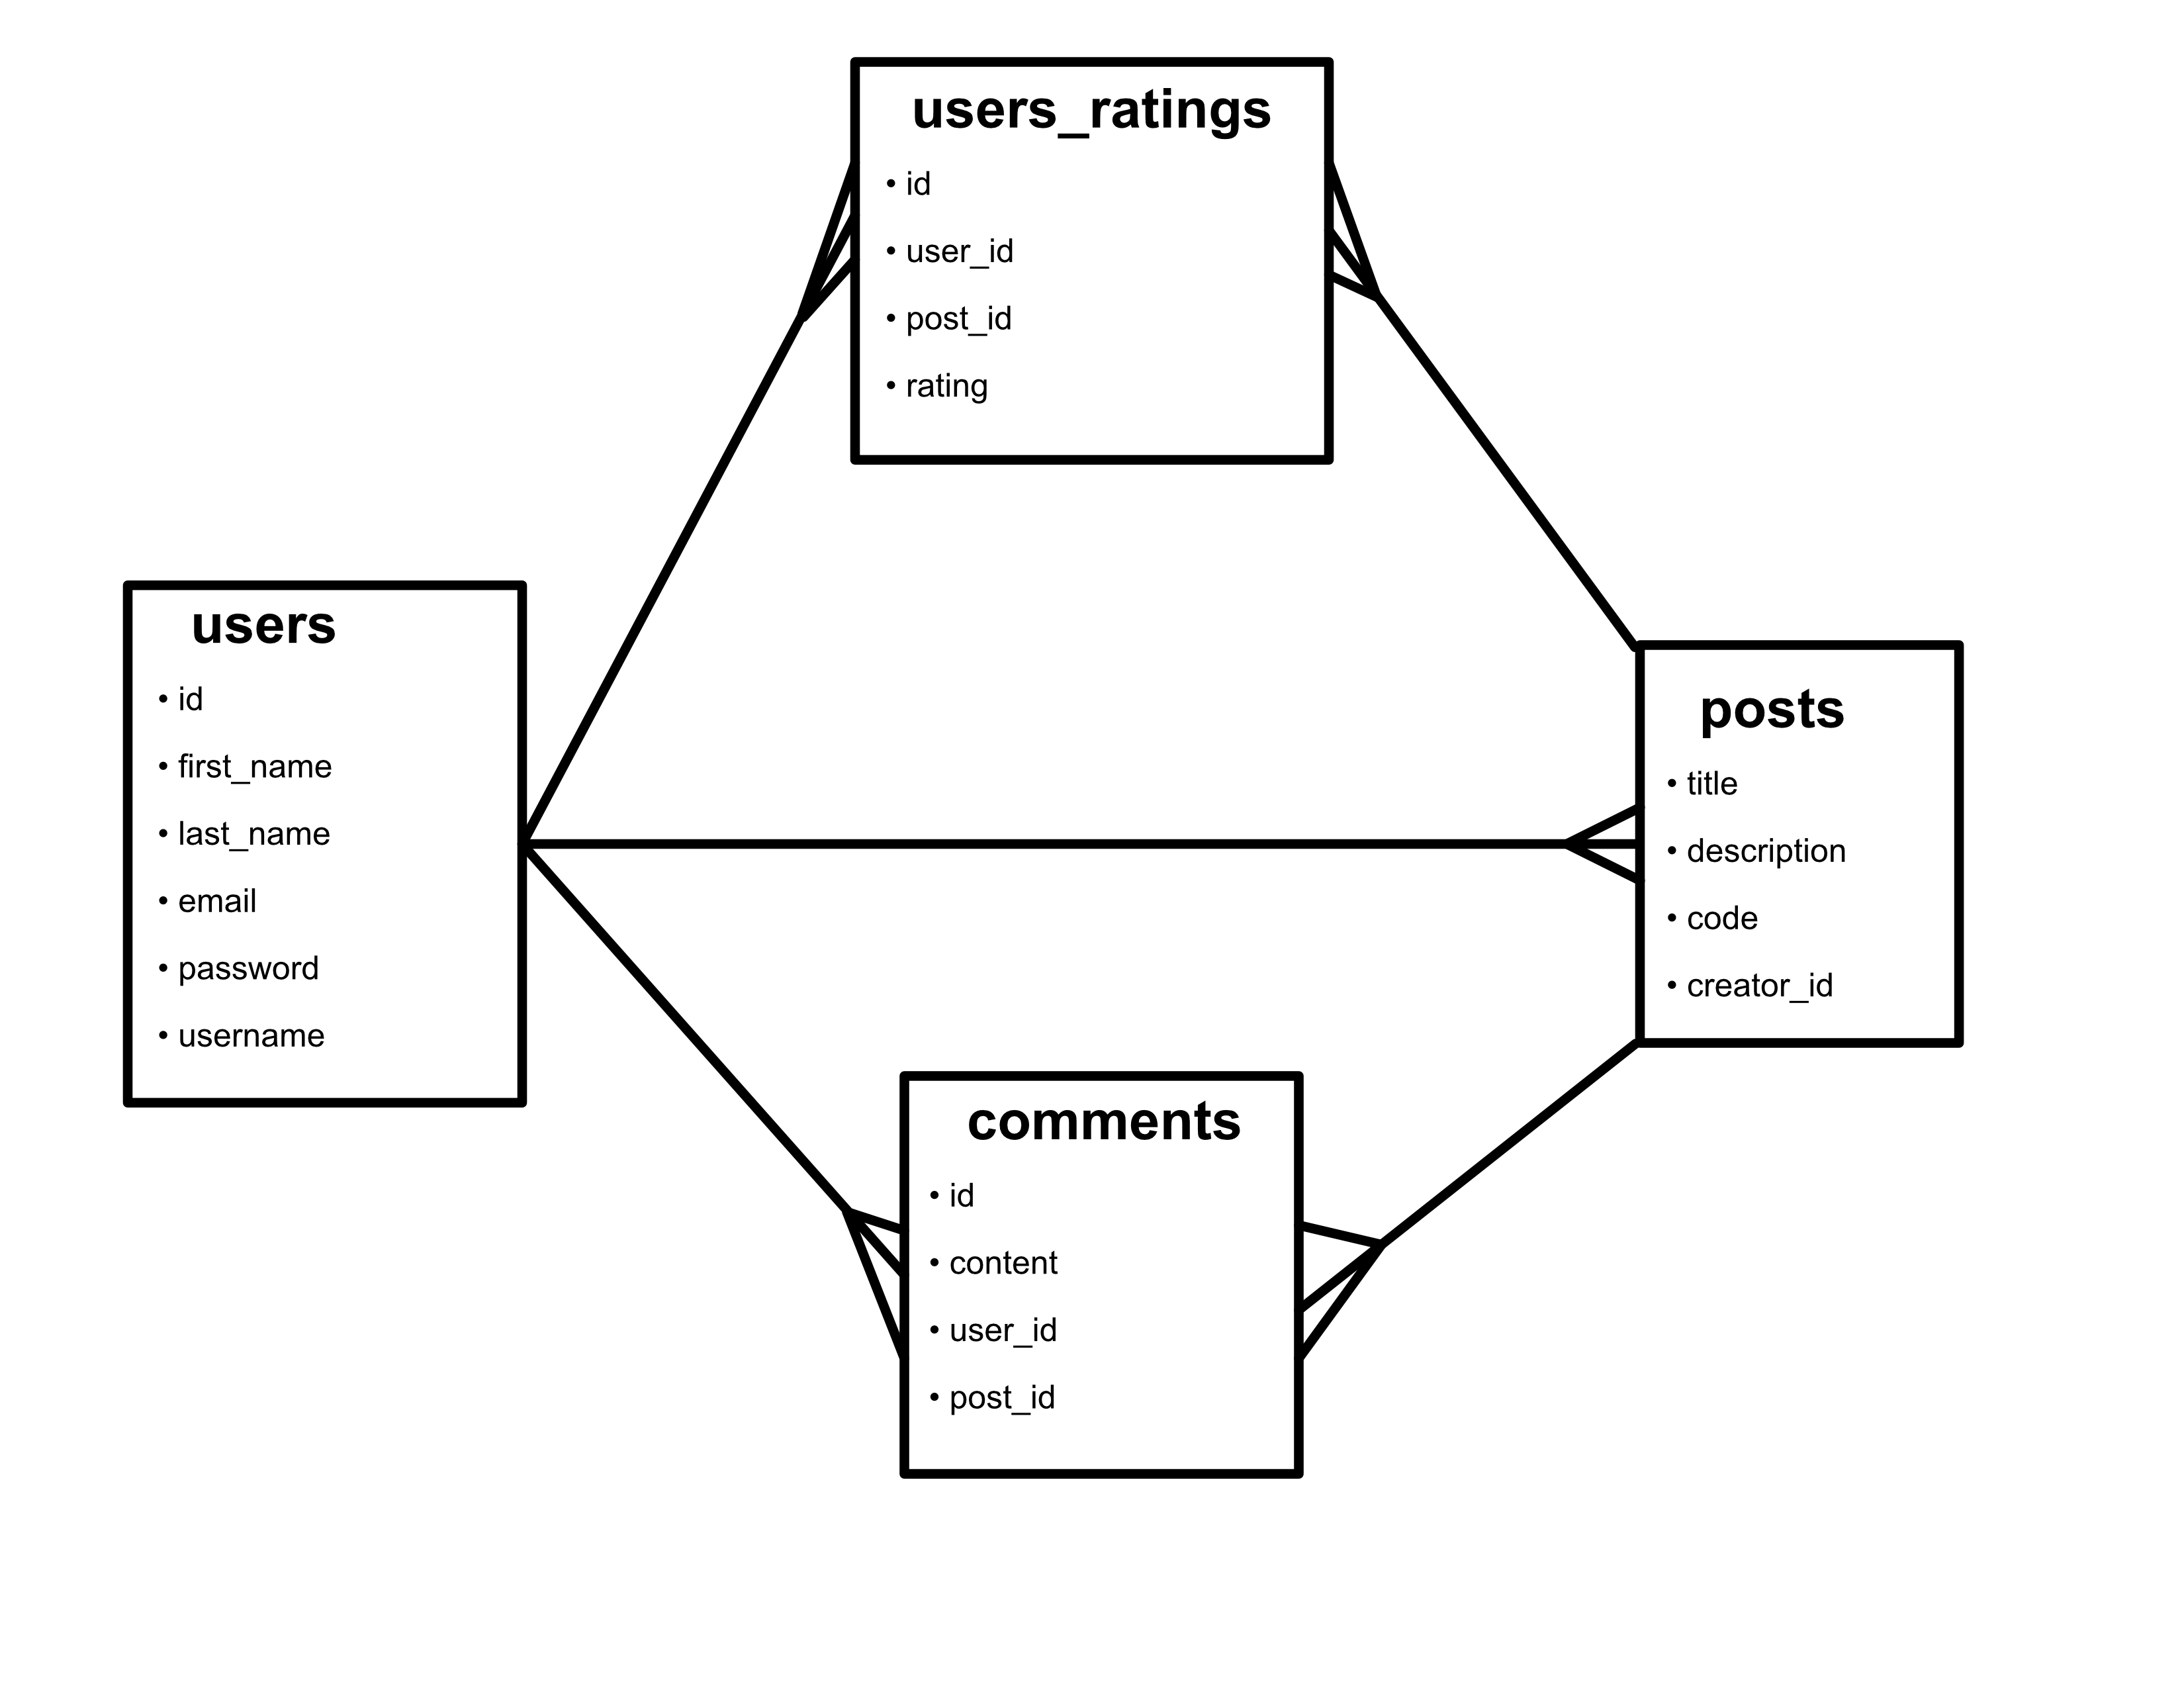 users_ratings
• id
• user_id
• post_id
• rating
users
• id
• first_name
• last_name
• email
• password
• username
posts
• title
• description
• code
• creator_id
comments
• id
• content
• user_id
• post_id